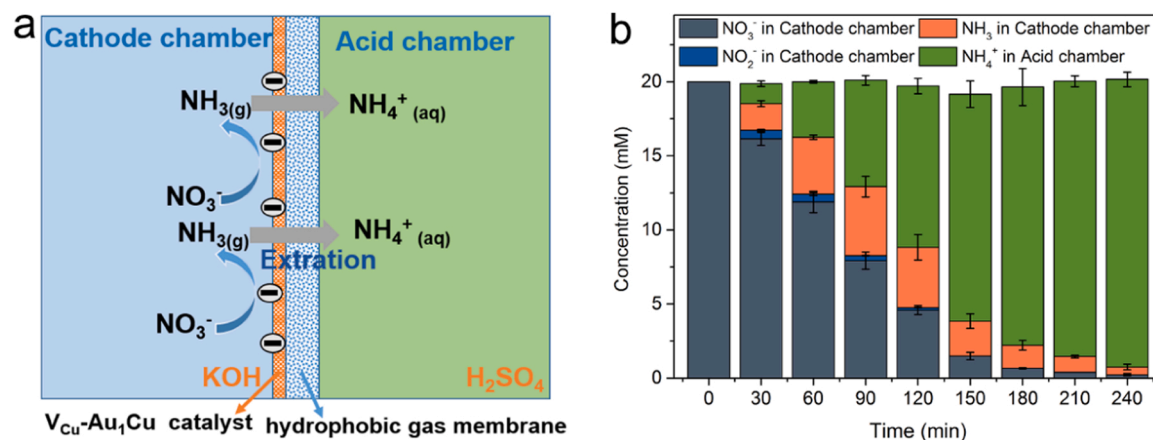 a
Cathode chamber
Acid chamber
NH₃(g)
NH₄⁺ (aq)
NO₃⁻
NH₃(g)
NH₄⁺ (aq)
Extration
NO₃⁻
KOH
H₂SO₄
V_Cu-Au₁Cu catalyst
hydrophobic gas membrane
b
NO₃⁻ in Cathode chamber
NH₃ in Cathode chamber
NO₂⁻ in Cathode chamber
NH₄⁺ in Acid chamber
Concentration (mM)
20
15
10
5
0
0 30 60 90 120 150 180 210 240
Time (min)